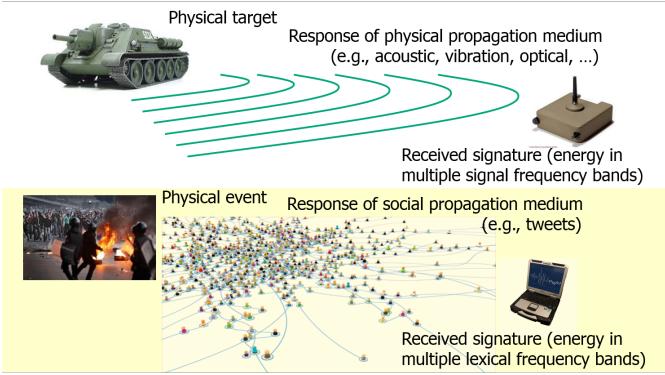 Physical target
Response of physical propagation medium
(e.g., acoustic, vibration, optical, …)
Received signature (energy in
multiple signal frequency bands)
Physical event
Response of social propagation medium
(e.g., tweets)
Received signature (energy in
multiple lexical frequency bands)